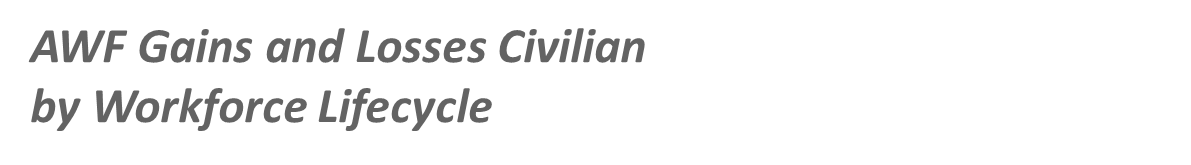 AWF Gains and Losses Civilian
by Workforce Lifecycle